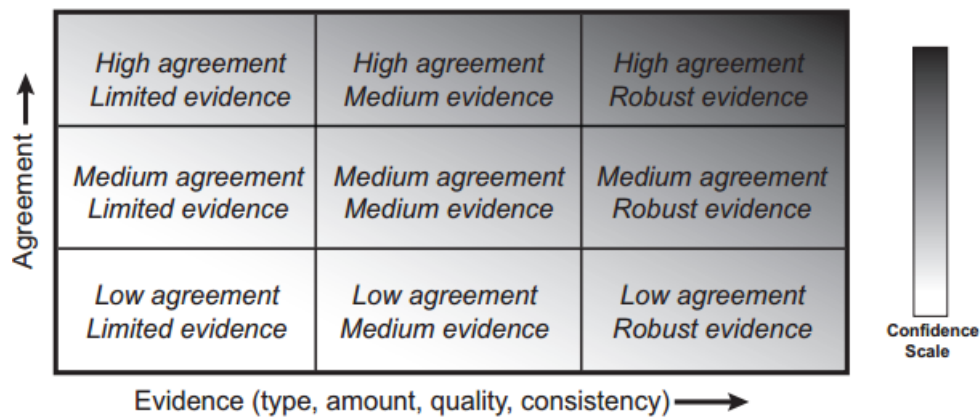 High agreement
Limited evidence
High agreement
Medium evidence
High agreement
Robust evidence
Medium agreement
Limited evidence
Medium agreement
Medium evidence
Medium agreement
Robust evidence
Low agreement
Limited evidence
Low agreement
Medium evidence
Low agreement
Robust evidence
Agreement
Evidence (type, amount, quality, consistency)
Confidence
Scale